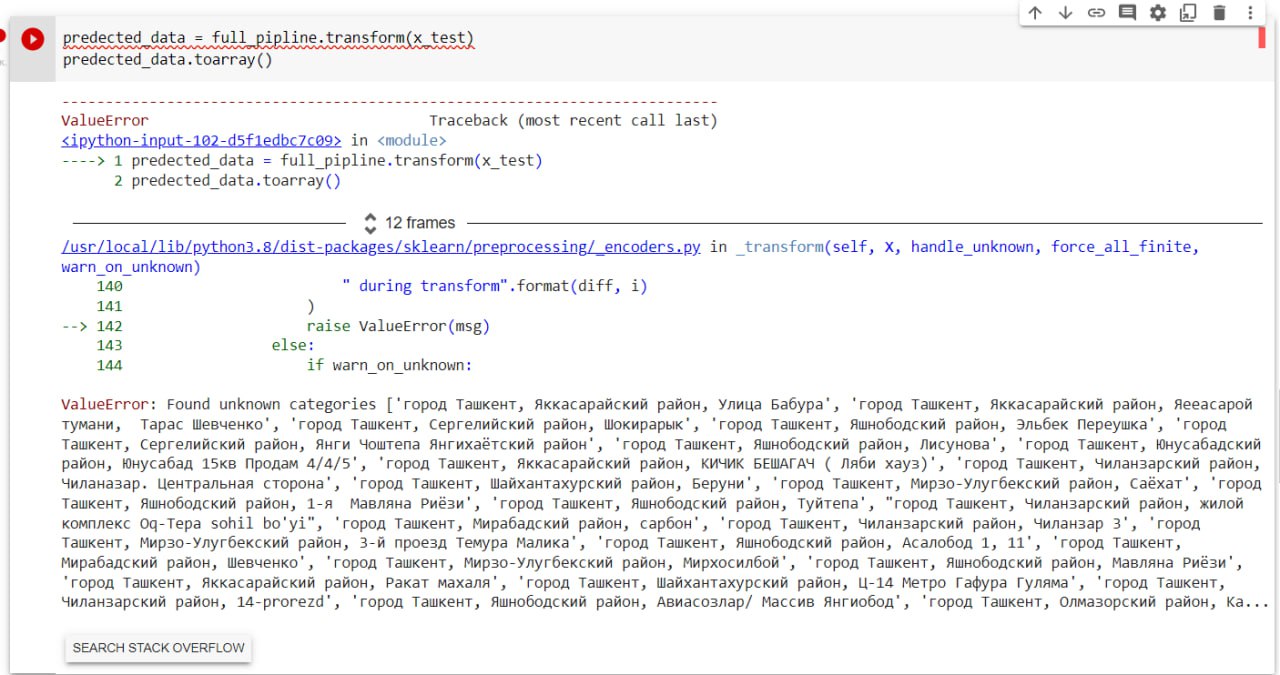 predected_data = full_pipline.transform(x_test)
predected_data.toarray()
---------------------------------------------------------------------------
ValueError                                Traceback (most recent call last)
<ipython-input-102-d5f1edbc7c09> in <module>
----> 1 predected_data = full_pipline.transform(x_test)
      2 predected_data.toarray()
12 frames
/usr/local/lib/python3.8/dist-packages/sklearn/preprocessing/_encoders.py in _transform(self, X, handle_unknown, force_all_finite,
warn_on_unknown)
    140                         " during transform".format(diff, i)
    141                     )
--> 142                     raise ValueError(msg)
    143                 else:
    144                     if warn_on_unknown:
ValueError: Found unknown categories ['город Ташкент, Яккасарайский район, Улица Бабура', 'город Ташкент, Яккасарайский район, Яееасарой
тумани,  Тарас Шевченко', 'город Ташкент, Сергелийский район, Шокирарык', 'город Ташкент, Яшнободский район, Эльбек Переушка', 'город
Ташкент, Сергелийский район, Янги Чоштепа Янгихаётский район', 'город Ташкент, Яшнободский район, Лисунова', 'город Ташкент, Юнусабадский
район, Юнусабад 15кв Продам 4/4/5', 'город Ташкент, Яккасарайский район, КИЧИК БЕШАГАЧ ( Ляби хауз)', 'город Ташкент, Чиланзарский район,
Чиланазар. Центральная сторона', 'город Ташкент, Шайхантахурский район, Беруни', 'город Ташкент, Мирзо-Улугбекский район, Саёхат', 'город
Ташкент, Яшнободский район, 1-я  Мавляна Риёзи', 'город Ташкент, Яшнободский район, Туйтепа', "город Ташкент, Чиланзарский район, жилой
комплекс Oq-Tepa sohil bo'yi", 'город Ташкент, Мирабадский район, сарбон', 'город Ташкент, Чиланзарский район, Чиланзар 3', 'город
Ташкент, Мирзо-Улугбекский район, 3-й проезд Темура Малика', 'город Ташкент, Яшнободский район, Асалобод 1, 11', 'город Ташкент,
Мирабадский район, Шевченко', 'город Ташкент, Мирзо-Улугбекский район, Мирхосилбой', 'город Ташкент, Яшнободский район, Мавляна Риёзи',
'город Ташкент, Яккасарайский район, Ракат махаля', 'город Ташкент, Шайхантахурский район, Ц-14 Метро Гафура Гуляма', 'город Ташкент,
Чиланзарский район, 14-prorezd', 'город Ташкент, Яшнободский район, Авиасозлар/ Массив Янгиобод', 'город Ташкент, Олмазорский район, Ка...
SEARCH STACK OVERFLOW